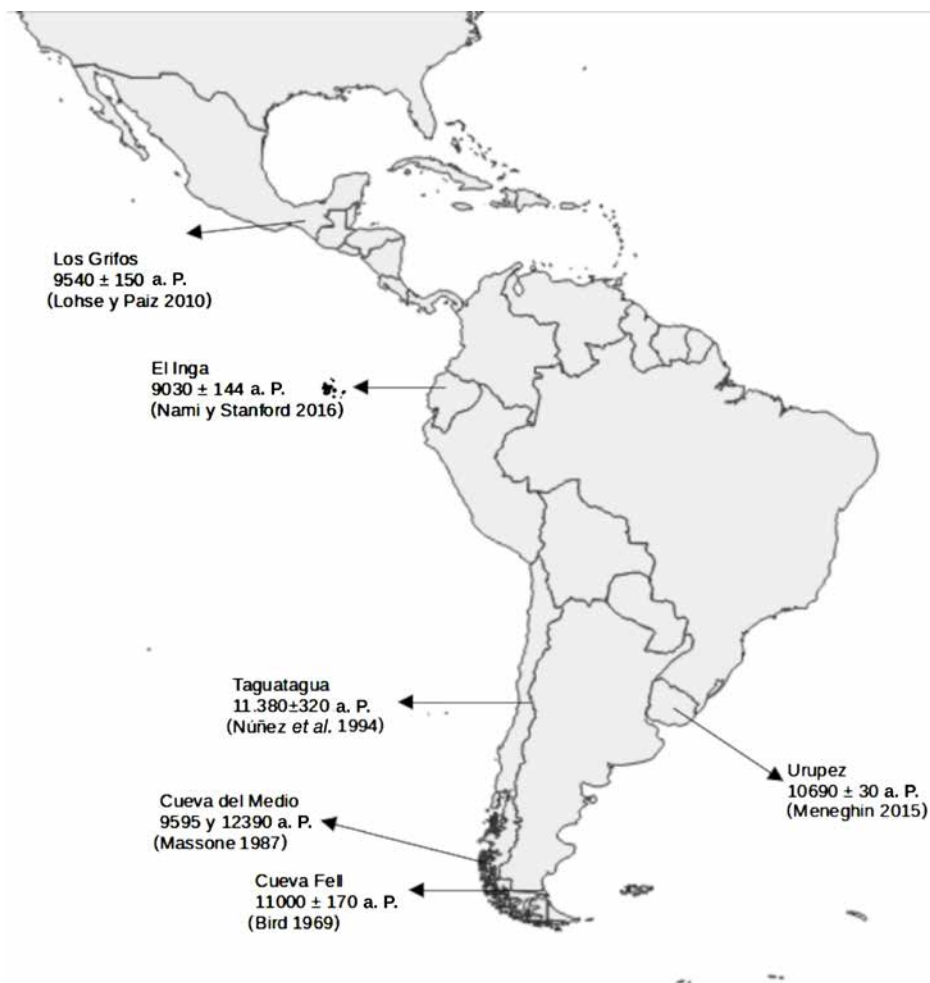 Los Grifos
9540 ± 150 a. P.
(Lohse y Paiz 2010)
El Inga
9030 ± 144 a. P.
(Nami y Stanford 2016)
Taguatagua
11.380±320 a. P.
(Núñez et al. 1994)
Urupez
10690 ± 30 a. P.
(Meneghin 2015)
Cueva del Medio
9595 y 12390 a. P.
(Massone 1987)
Cueva Fell
11000 ± 170 a. P.
(Bird 1969)